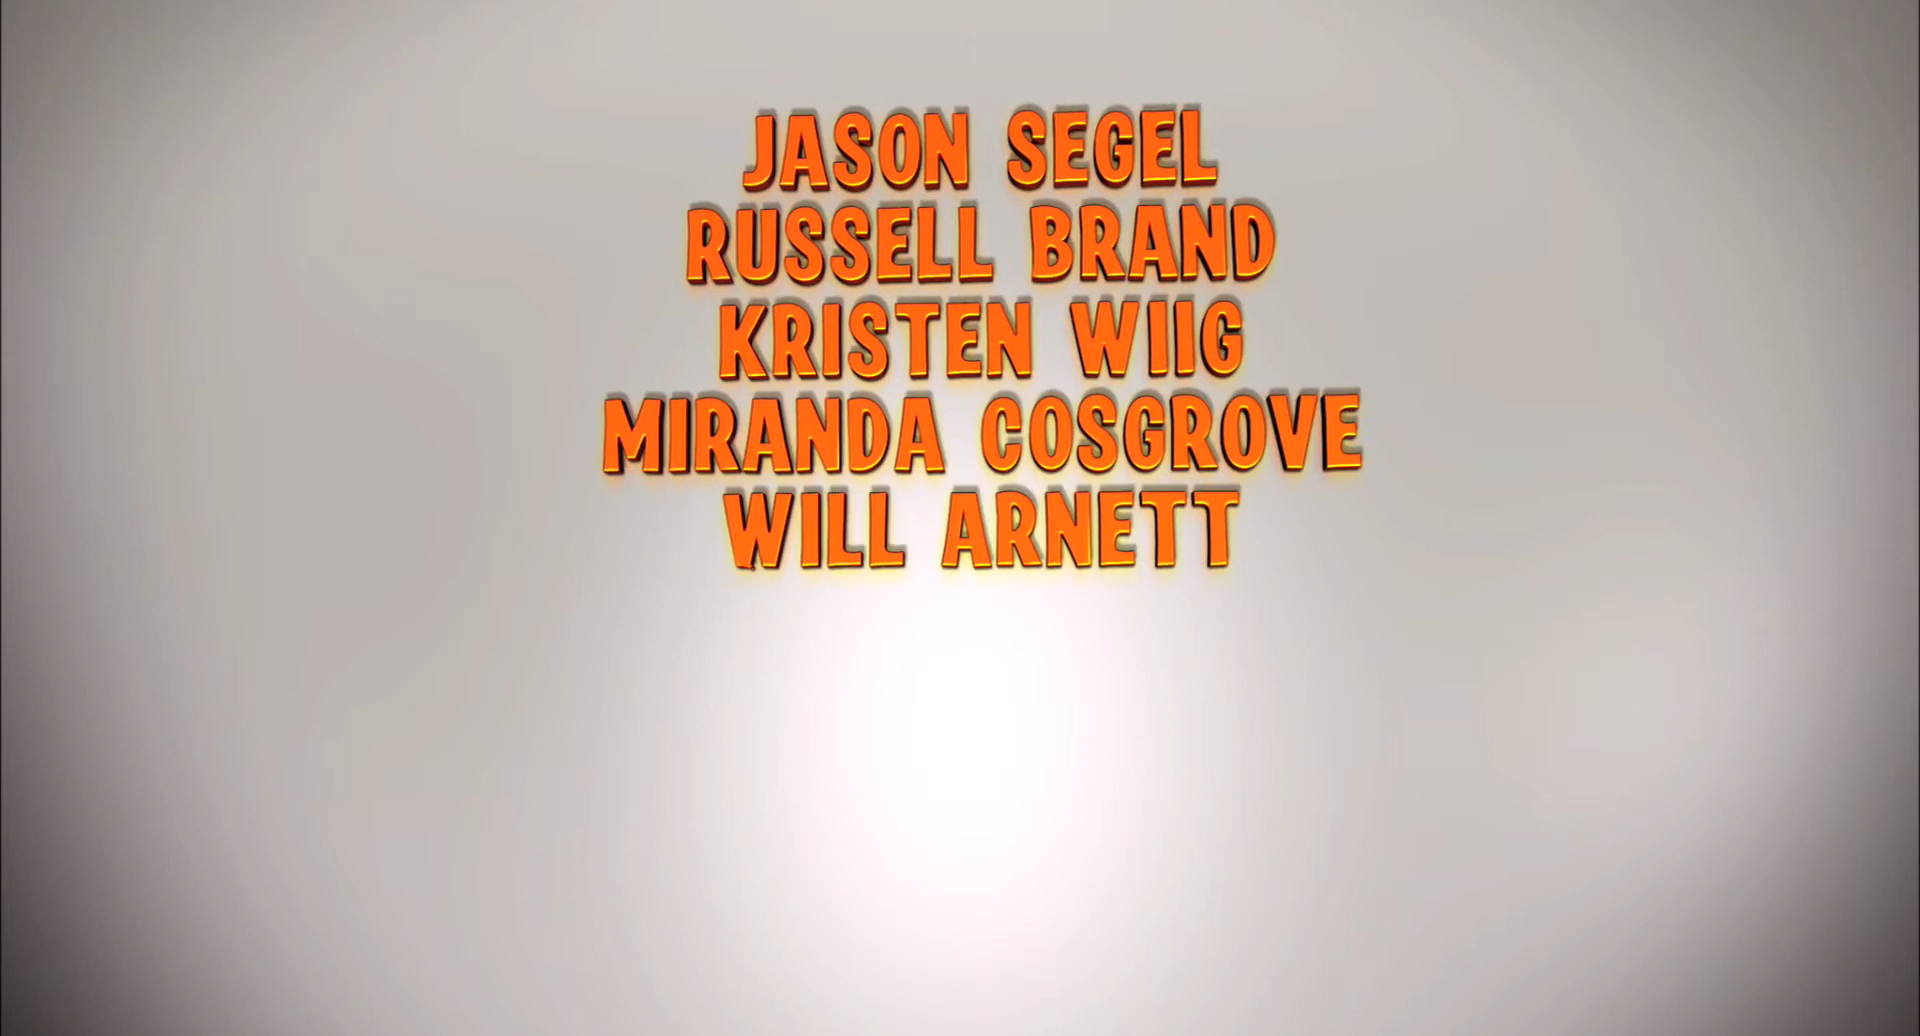 JASON SEGEL
RUSSELL BRAND
KRISTEN WIIG
MIRANDA COSGROVE
WILL ARNETT